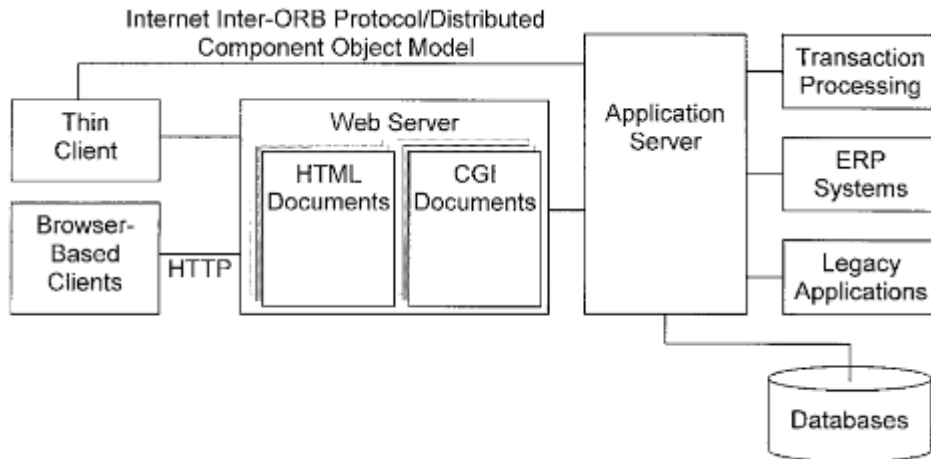 Internet Inter-ORB Protocol/Distributed
Component Object Model
Thin
Client
Browser-
Based
Clients
HTTP
Web Server
HTML
Documents
CGI
Documents
Application
Server
Transaction
Processing
ERP
Systems
Legacy
Applications
Databases